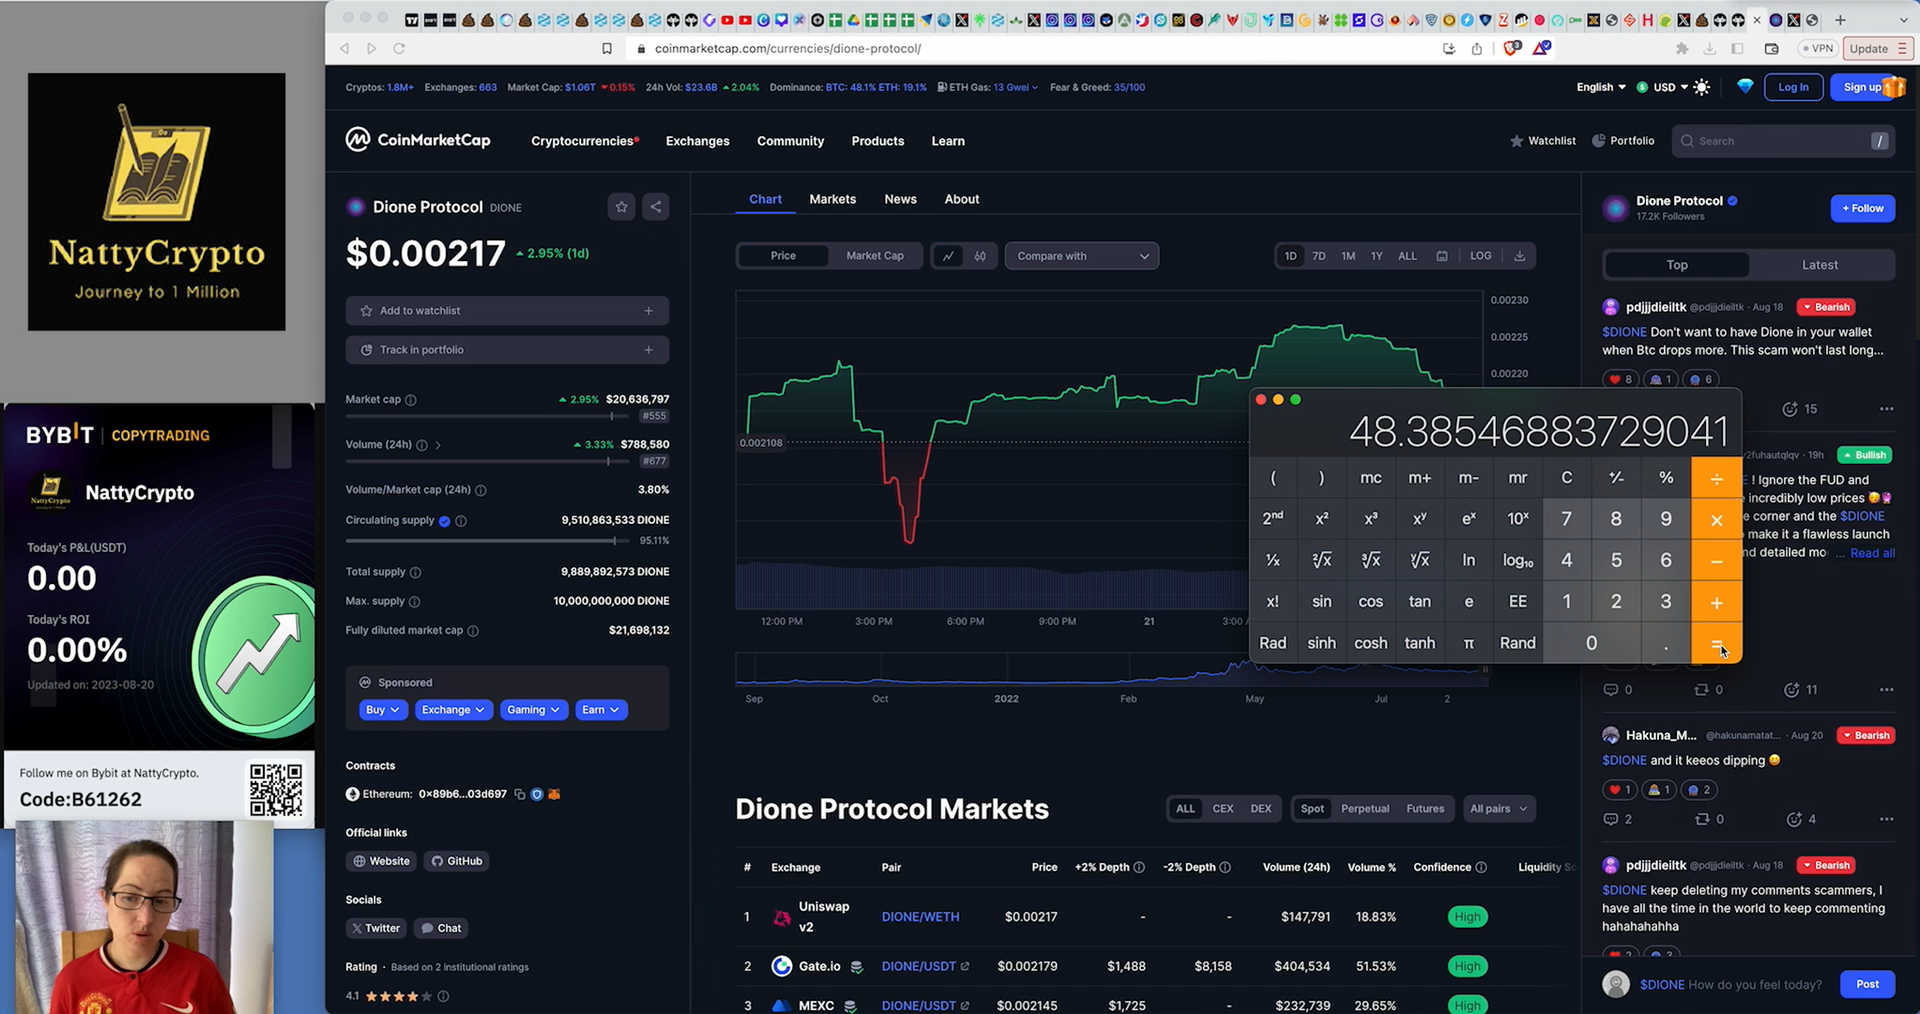 NattyCrypto
Journey to 1 Million
BYBIT | COPYTRADING
NattyCrypto
Today's P&L(USDT)
0.00
Today's ROI
0.00%
Updated on: 2023-08-20
Follow me on Bybit at NattyCrypto.
Code:B61262
coinmarketcap.com/currencies/dione-protocol/
VPN
Update
Cryptos: 1.8M+ Exchanges: 663 Market Cap: $1.06T 0.15% 24h Vol: $23.6B 2.04% Dominance: BTC: 48.1% ETH: 19.1% ETH Gas: 13 Gwei Fear & Greed: 35/100
English USD Log In Sign up
CoinMarketCap Cryptocurrencies Exchanges Community Products Learn
Watchlist Portfolio Search /
Dione Protocol DIONE
$0.00217 2.95% (1d)
Add to watchlist +
Track in portfolio +
Market cap 2.95% $20,636,797
#555
Volume (24h) 3.33% $788,580
#677
Volume/Market cap (24h) 3.80%
Circulating supply 9,510,863,533 DIONE
95.11%
Total supply 9,889,892,573 DIONE
Max. supply 10,000,000,000 DIONE
Fully diluted market cap $21,698,132
Sponsored
Buy Exchange Gaming Earn
Contracts
Ethereum: 0x89b6...03d697
Official links
Website GitHub
Socials
Twitter Chat
Rating · Based on 2 institutional ratings
4.1
Chart Markets News About
Price Market Cap Compare with 1D 7D 1M 1Y ALL LOG
0.00230
0.00225
0.00220
0.002108
12:00 PM 3:00 PM 6:00 PM 9:00 PM 21 3:00
Sep Oct 2022 Feb May Jul 2
48.38546883729041
( ) mc m+ m- mr C +/- % ÷
2nd x² x³ xʸ eˣ 10ˣ 7 8 9 ×
¹/x ²√x ³√x ʸ√x ln log₁₀ 4 5 6 −
x! sin cos tan e EE 1 2 3 +
Rad sinh cosh tanh π Rand 0 . =
Dione Protocol Markets
ALL CEX DEX Spot Perpetual Futures All pairs
# Exchange Pair Price +2% Depth -2% Depth Volume (24h) Volume % Confidence Liquidity Sc
1 Uniswap v2 DIONE/WETH $0.00217 - - $147,791 18.83% High
2 Gate.io DIONE/USDT $0.002179 $1,488 $8,158 $404,534 51.53% High
3 MEXC DIONE/USDT $0.002145 $1,725 - $232,739 29.65% High
Dione Protocol
17.2K Followers
+ Follow
Top Latest
pdjjjdieiltk @pdjjjdieiltk · Aug 18 Bearish
$DIONE Don't want to have Dione in your wallet
when Btc drops more. This scam won't last long...
8 1 6
15
2fuhautqlqv · 19h Bullish
! Ignore the FUD and
incredibly low prices
e corner and the $DIONE
make it a flawless launch
nd detailed mo ... Read all
0 0 11
Hakuna_M... @hakunamatat... · Aug 20 Bearish
$DIONE and it keeos dipping
1 1 2
2 0 4
pdjjjdieiltk @pdjjjdieiltk · Aug 18 Bearish
$DIONE keep deleting my comments scammers, I
have all the time in the world to keep commenting
hahahahahha
$DIONE How do you feel today? Post